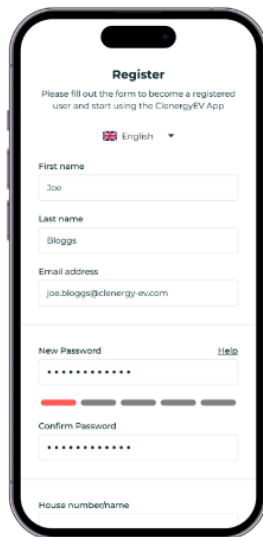 Register
Please fill out the form to become a registered
user and start using the ClenergyEV App
English
First name
Joe
Last name
Bloggs
Email address
joe.bloggs@clenergy-ev.com
New Password Help
••••••••••••
Confirm Password
••••••••••••
House number/name